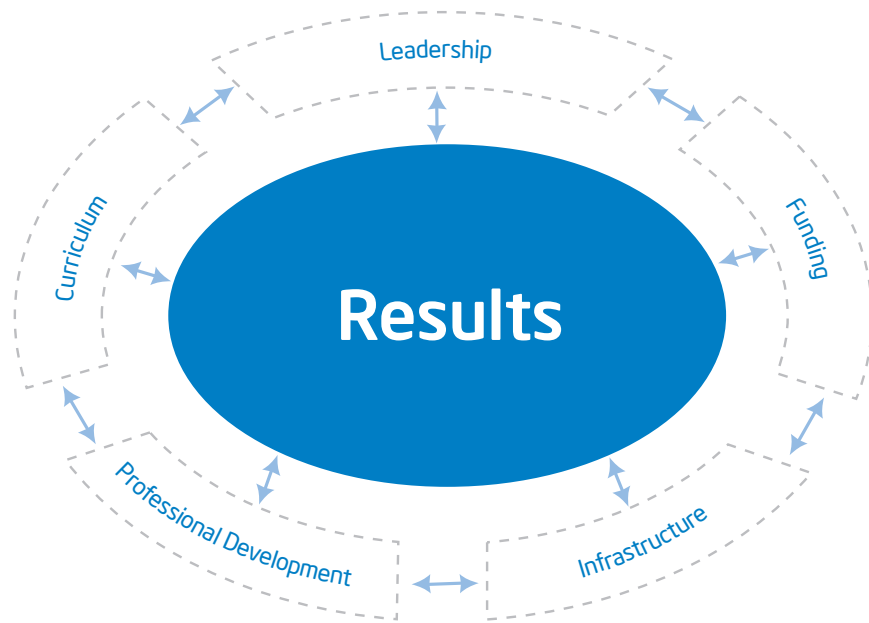 Leadership
Curriculum
Funding
Results
Professional Development
Infrastructure